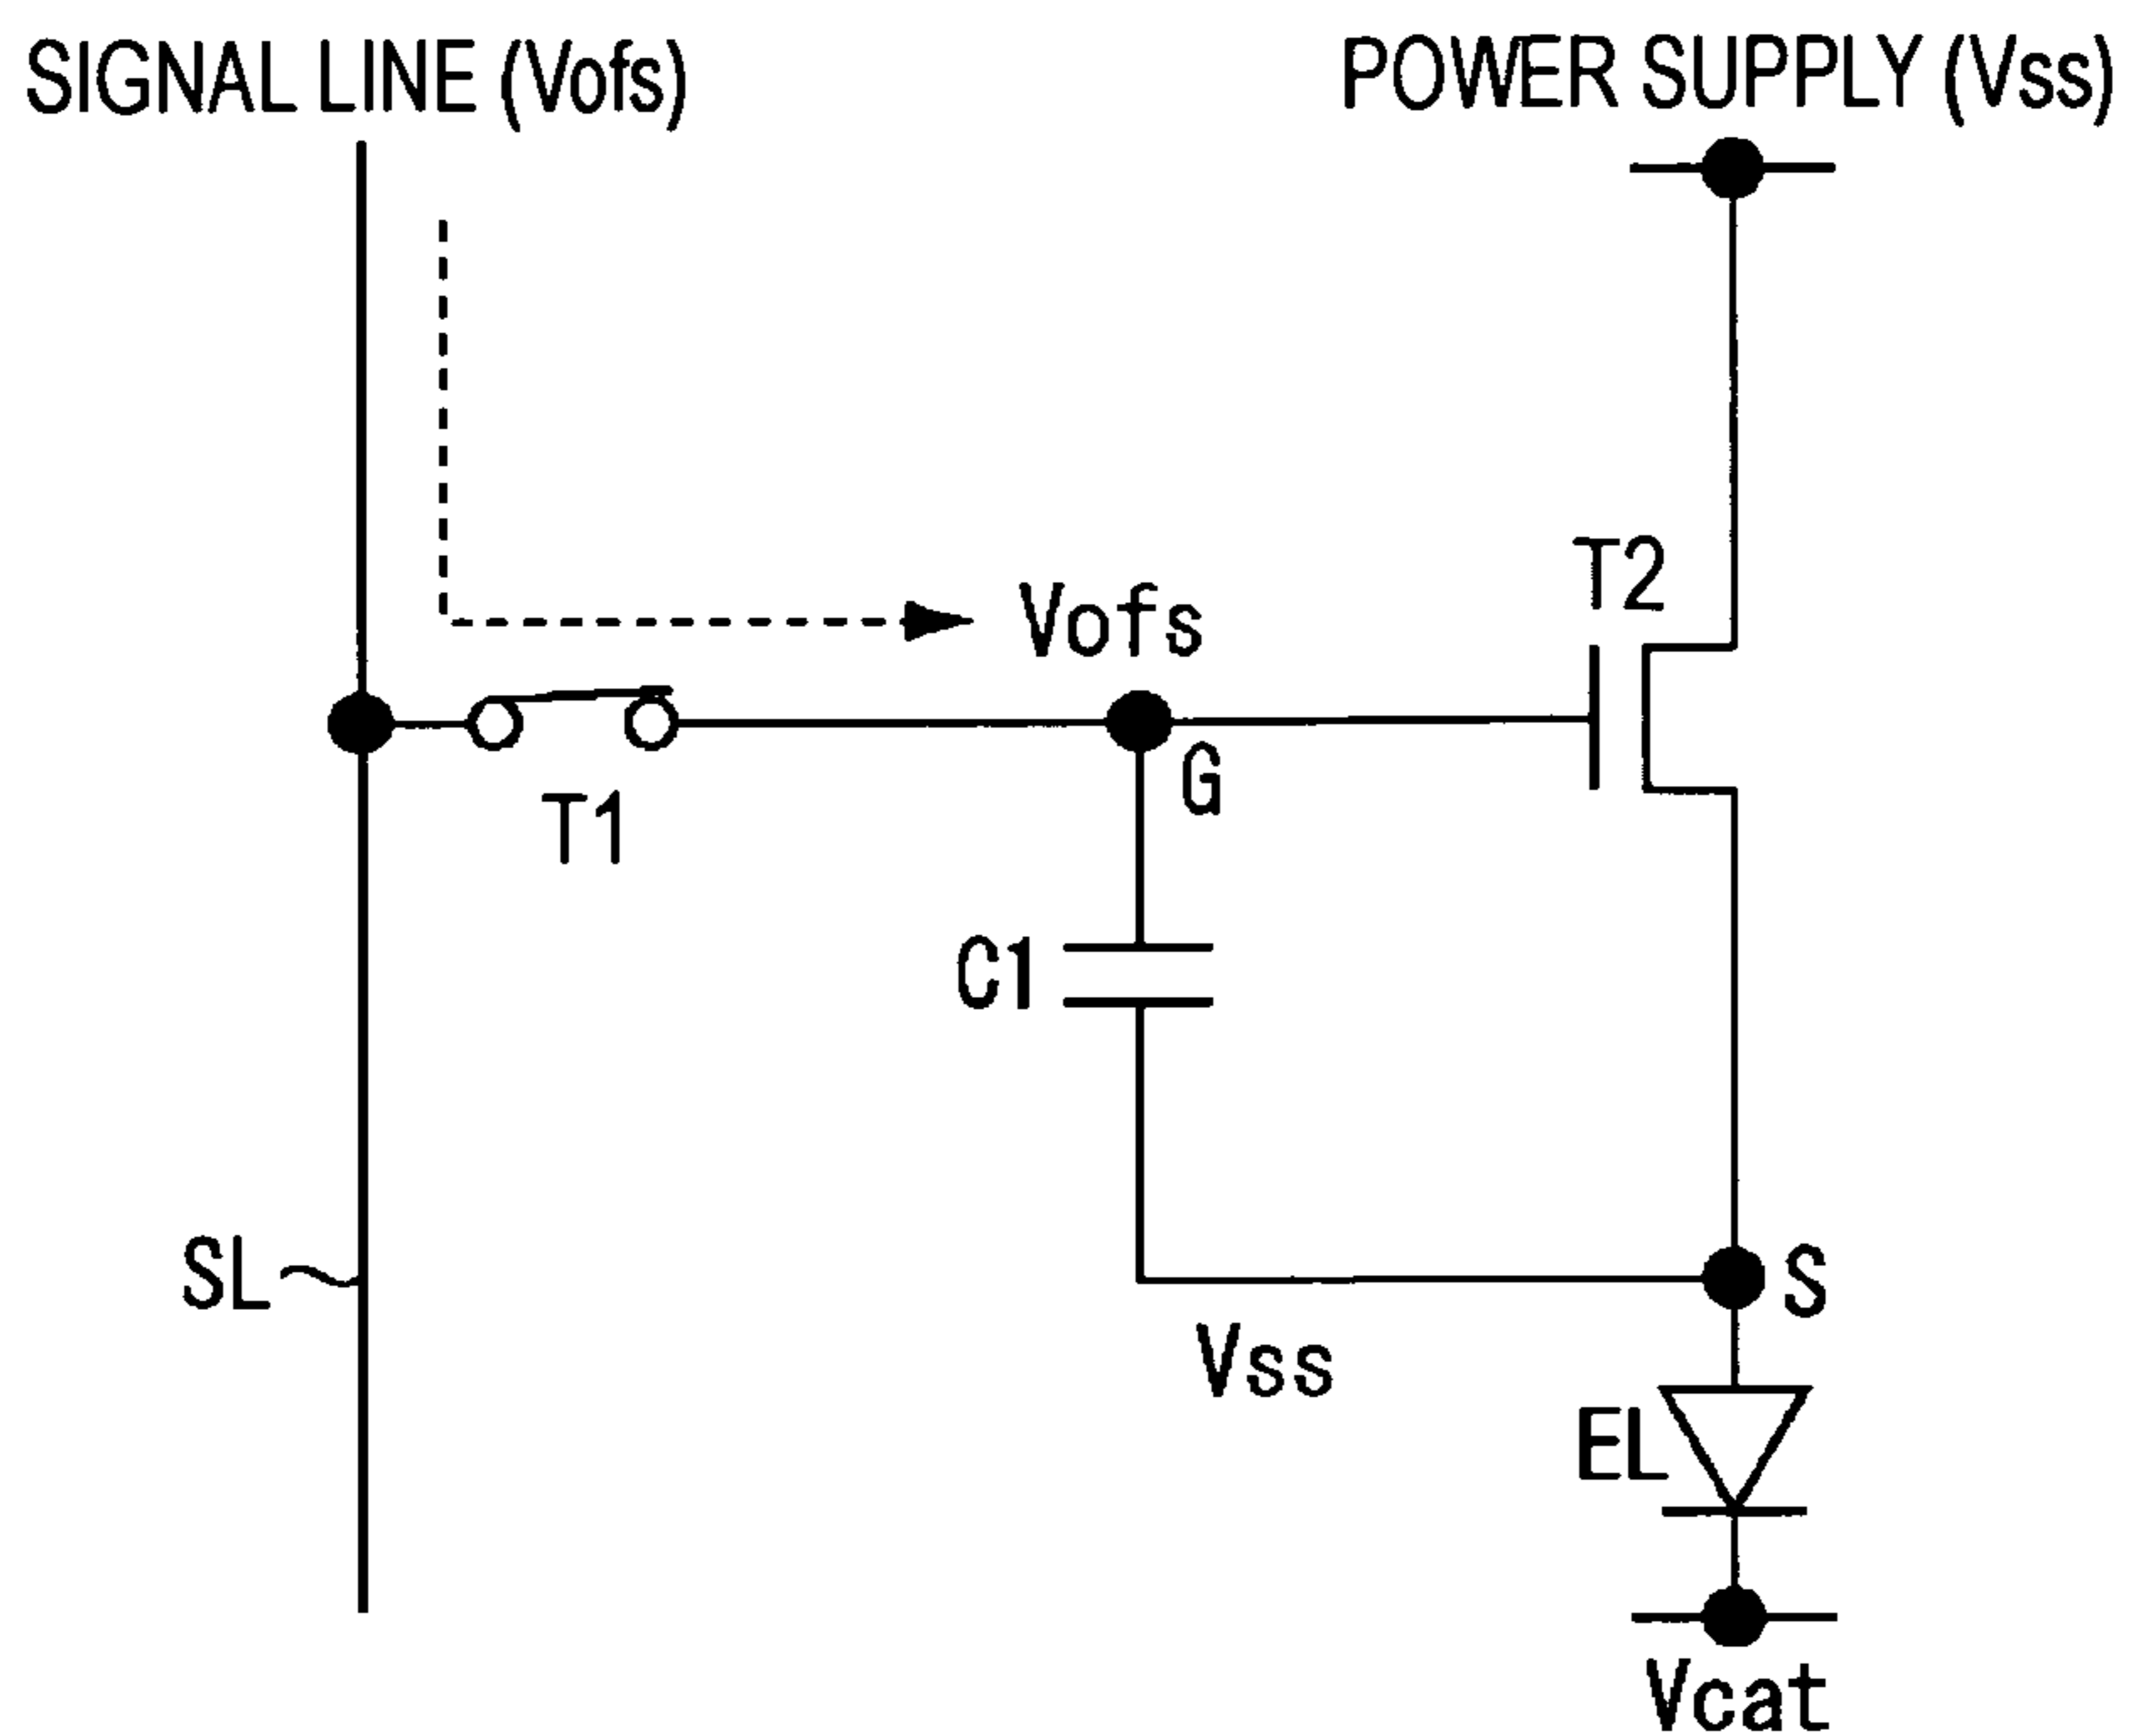 SIGNAL LINE (Vofs)
POWER SUPPLY (Vss)
T2
Vofs
G
T1
C1
SL
S
Vss
EL
Vcat